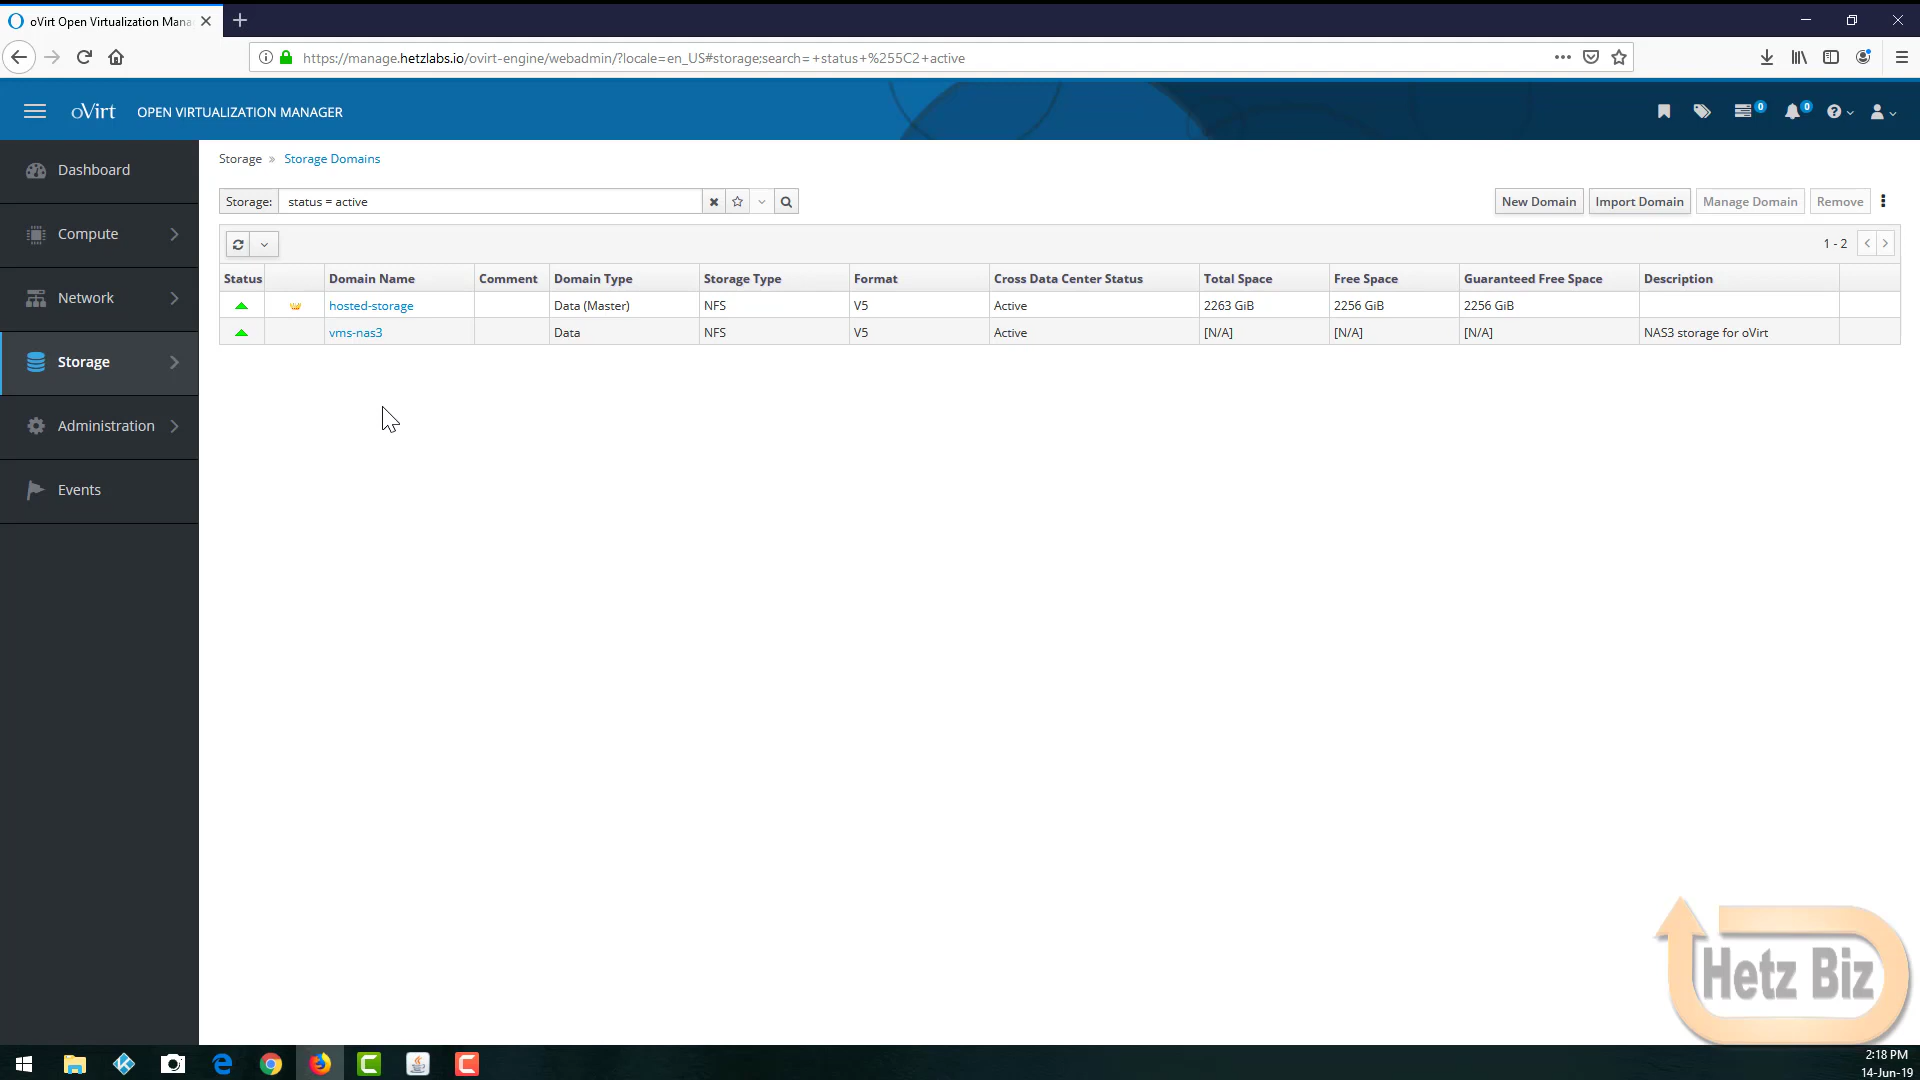 oVirt Open Virtualization Mana
https://manage.hetzlabs.io/ovirt-engine/webadmin/?locale=en_US#storage;search=+status+%255C2+active
oVirt OPEN VIRTUALIZATION MANAGER
0 0
Dashboard
Compute
Network
Storage
Administration
Events
Storage » Storage Domains
Storage: status = active
New Domain Import Domain Manage Domain Remove
1 - 2
Status Domain Name Comment Domain Type Storage Type Format Cross Data Center Status Total Space Free Space Guaranteed Free Space Description
hosted-storage Data (Master) NFS V5 Active 2263 GiB 2256 GiB 2256 GiB
vms-nas3 Data NFS V5 Active [N/A] [N/A] [N/A] NAS3 storage for oVirt
Hetz Biz
2:18 PM
14-Jun-19